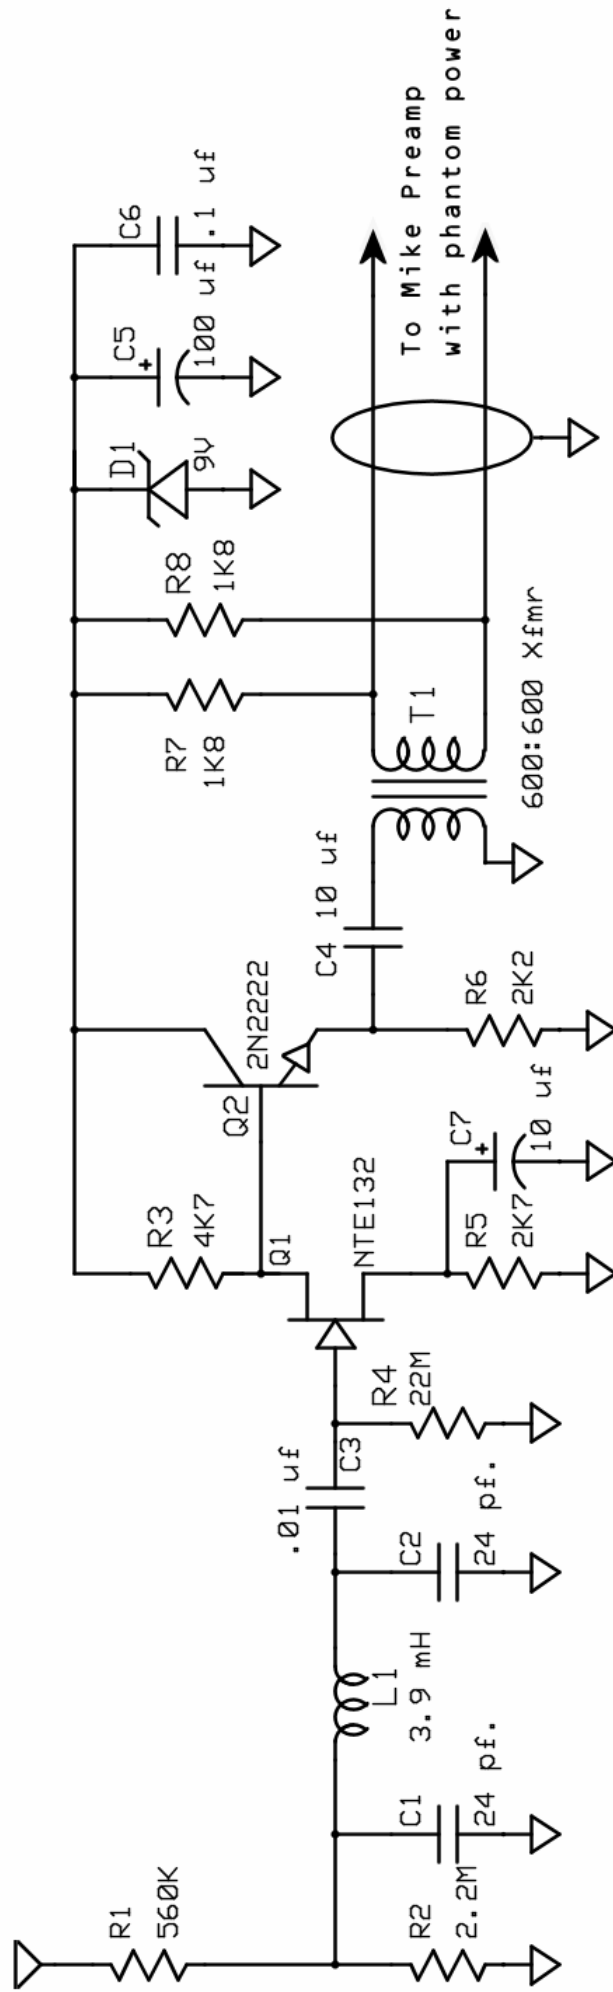 R1
560K
R2
2.2M
C1
24 pf.
L1
3.9 mH
C2
24 pf.
.01 uf
C3
R4
22M
R3
4K7
Q1
NTE132
R5
2K7
C7
+
10 uf
Q2
2N2222
R6
2K2
C4 10 uf
T1
600:600 Xfmr
R7
1K8
R8
1K8
D1
9V
C5
+
100 uf
C6
.1 uf
To Mike Preamp
with phantom power